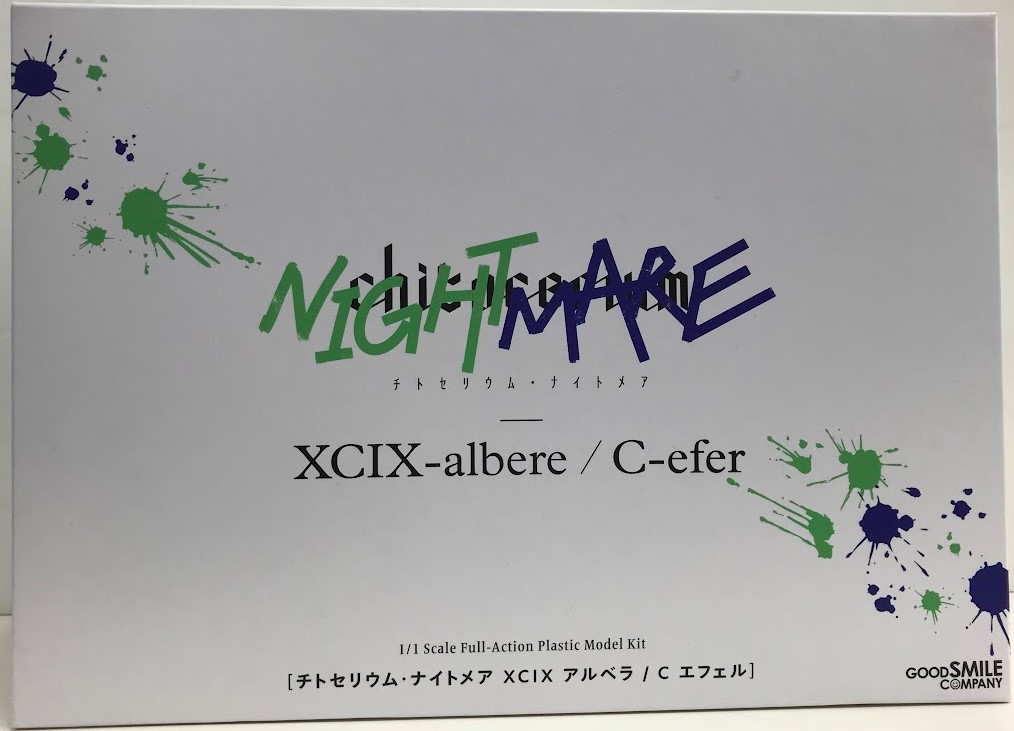 chitocerium
NIGHTMARE
チトセリウム・ナイトメア
XCIX-albere / C-efer
1/1 Scale Full-Action Plastic Model Kit
[チトセリウム・ナイトメア XCIX アルベラ / C エフェル]
GOOD SMILE
COMPANY